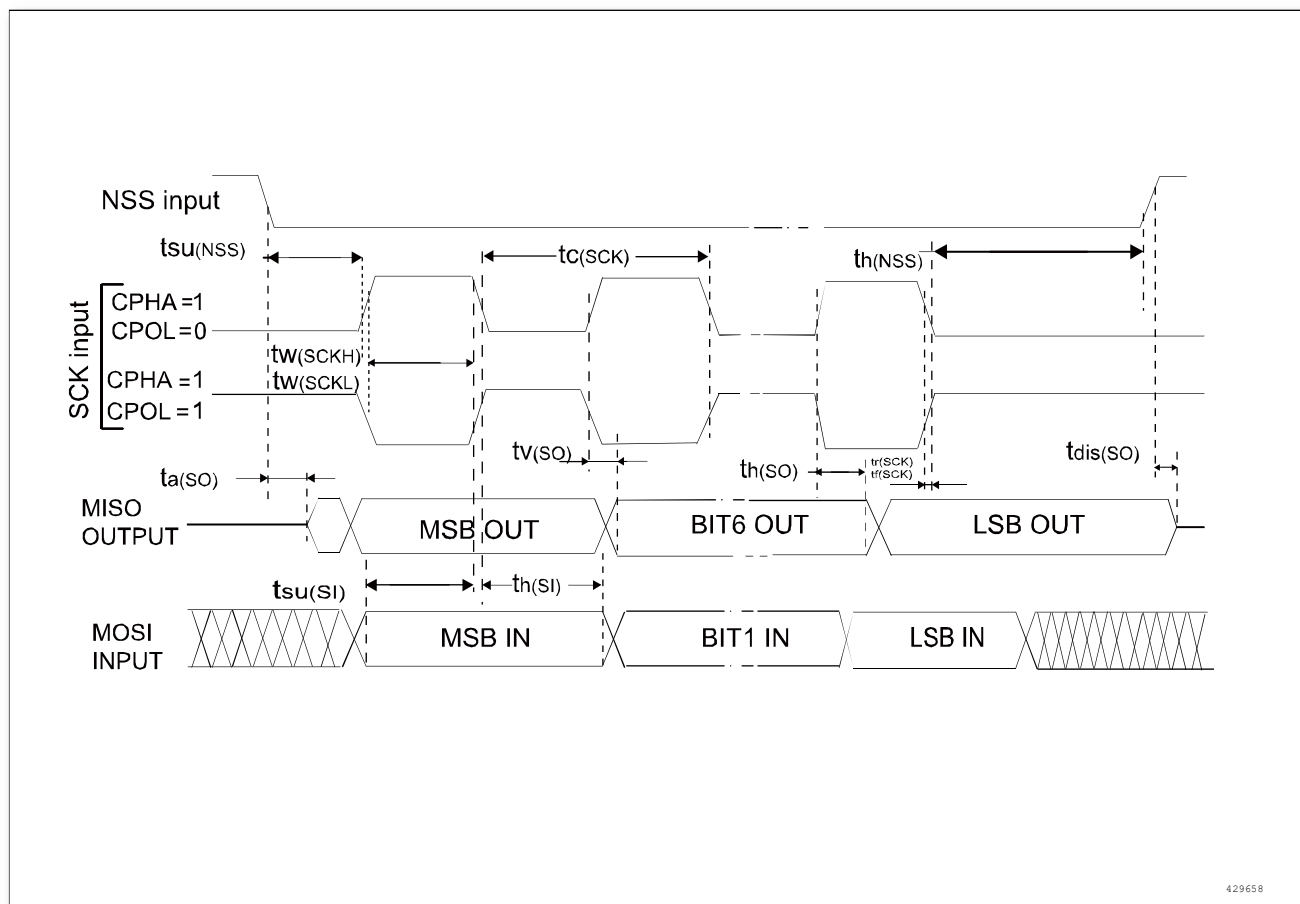 NSS input
tsu(NSS)
tc(SCK)
th(NSS)
SCK input
CPHA =1
CPOL =0
tw(SCKH)
tw(SCKL)
CPHA =1
CPOL =1
ta(SO)
tv(SO)
th(SO)
tr(SCK)
tf(SCK)
tdis(SO)
MISO
OUTPUT
MSB OUT
BIT6 OUT
LSB OUT
tsu(SI)
th(SI)
MOSI
INPUT
MSB IN
BIT1 IN
LSB IN
429658